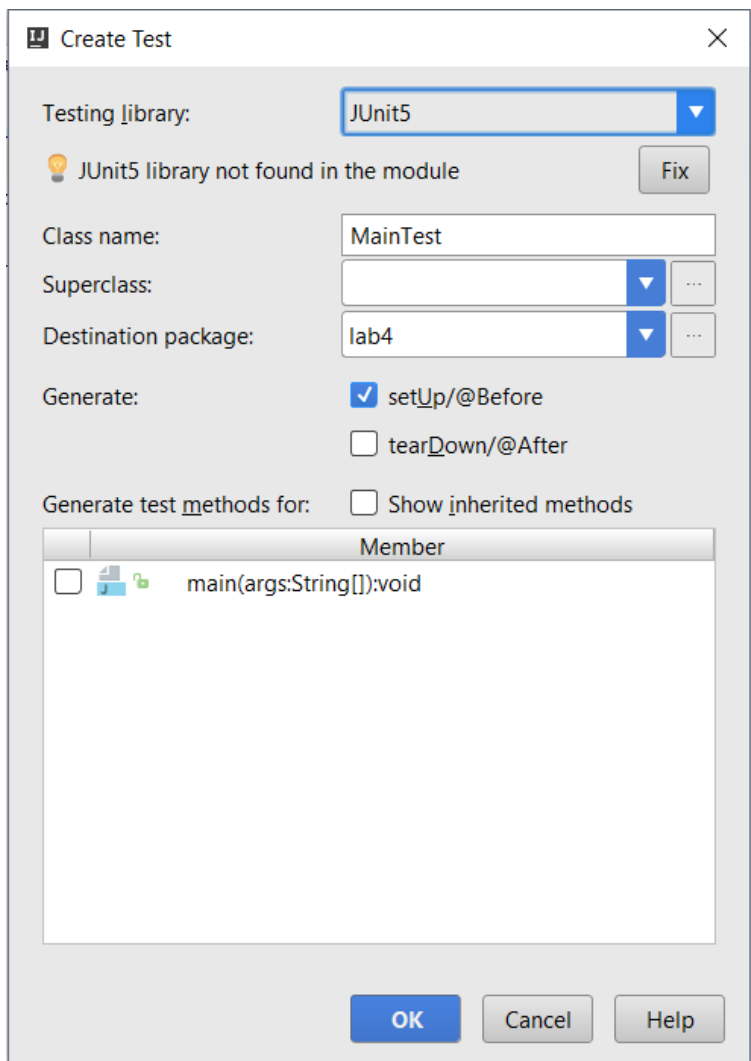 IJ Create Test
Testing library: JUnit5
JUnit5 library not found in the module Fix
Class name: MainTest
Superclass: ...
Destination package: lab4 ...
Generate: setUp/@Before
tearDown/@After
Generate test methods for: Show inherited methods
Member
J main(args:String[]):void
OK Cancel Help